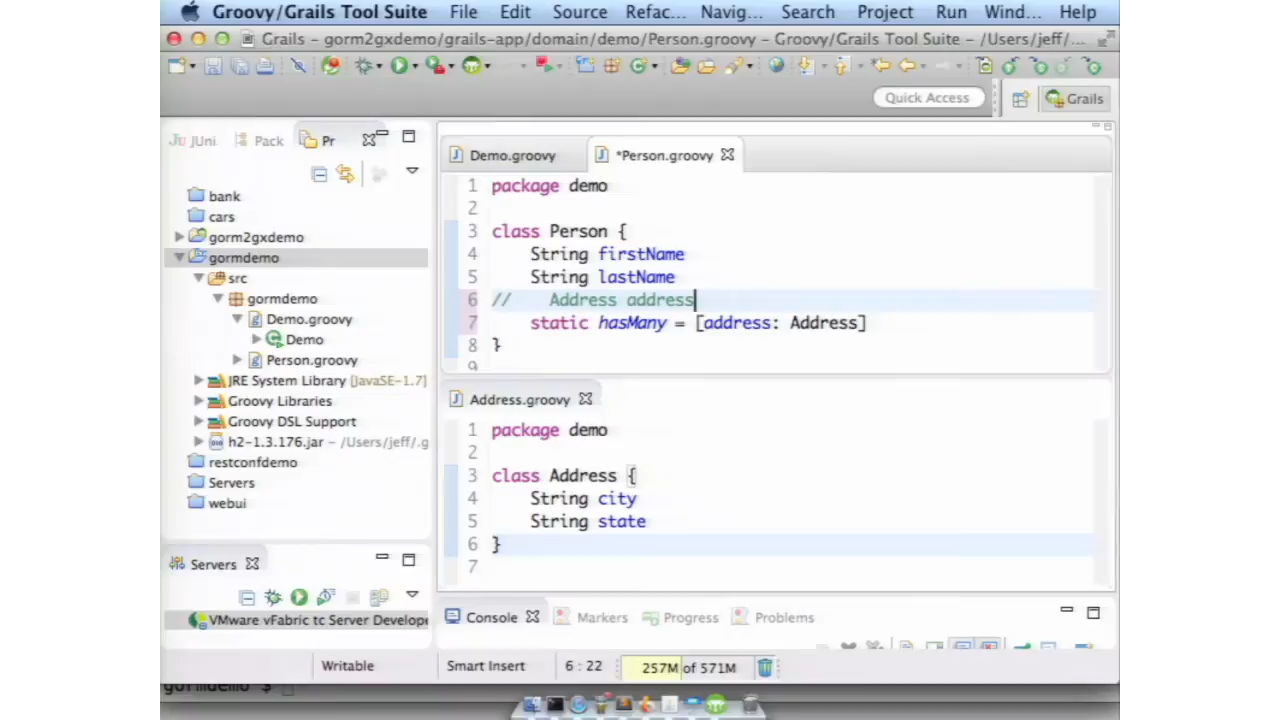 Groovy/Grails Tool Suite File Edit Source Refac... Navig... Search Project Run Wind... Help
Grails - gorm2gxdemo/grails-app/domain/demo/Person.groovy - Groovy/Grails Tool Suite - /Users/jeff/...
Quick Access
Grails
JUni
Pack
Pr
Demo.groovy
*Person.groovy
bank
cars
gorm2gxdemo
gormdemo
src
gormdemo
Demo.groovy
Demo
Person.groovy
JRE System Library [JavaSE-1.7]
Groovy Libraries
Groovy DSL Support
h2-1.3.176.jar - /Users/jeff/.g
restconfdemo
Servers
webui
1 package demo
2
3 class Person {
4 String firstName
5 String lastName
6 // Address address
7 static hasMany = [address: Address]
8 }
9
Address.groovy
1 package demo
2
3 class Address {
4 String city
5 String state
6 }
7
Servers
VMware vFabric tc Server Develope
Console
Markers
Progress
Problems
Writable
Smart Insert
6 : 22
257M of 571M
gormdemo $